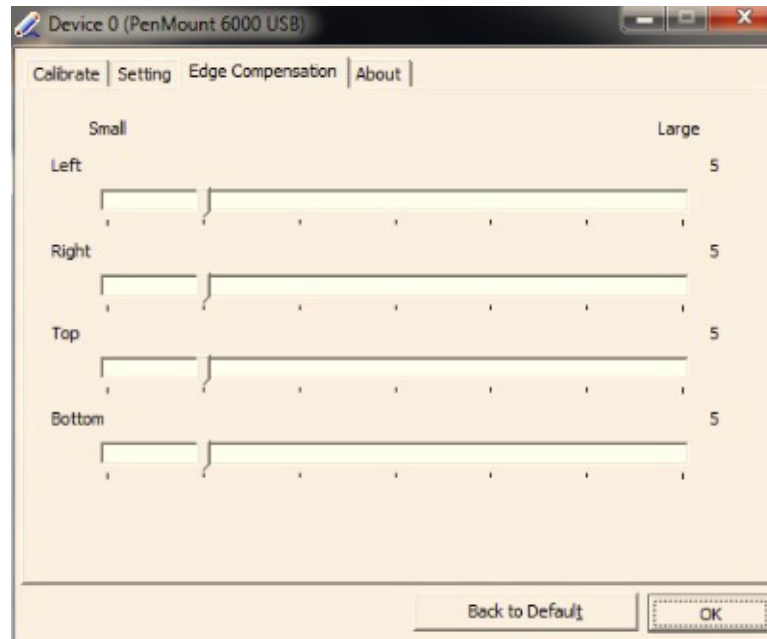 Device 0 (PenMount 6000 USB)
Calibrate Setting Edge Compensation About
Small Large
Left 5
Right 5
Top 5
Bottom 5
Back to Default OK